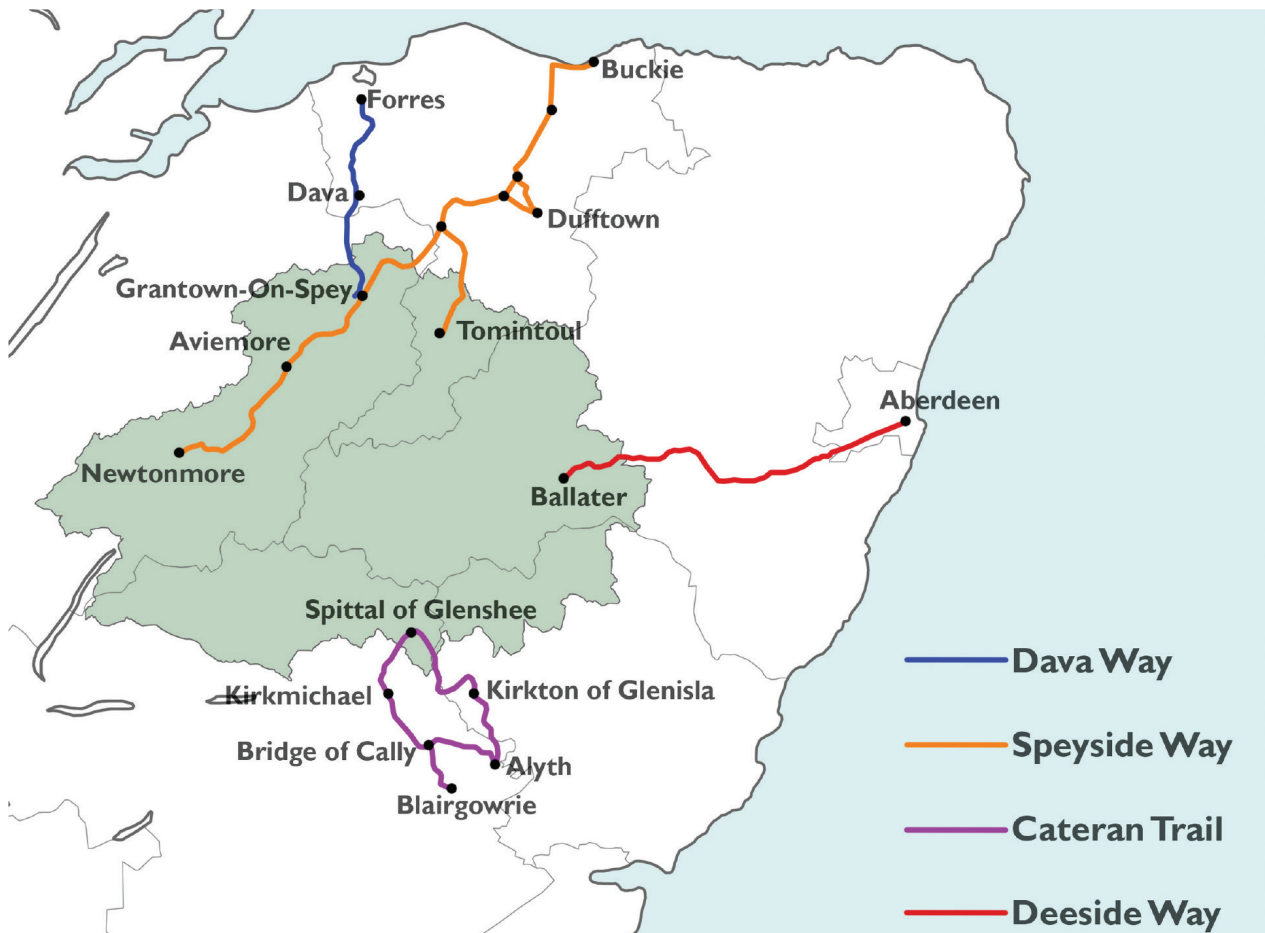 Buckie
Forres
Dava
Dufftown
Grantown-On-Spey
Tomintoul
Aviemore
Aberdeen
Newtonmore
Ballater
Spittal of Glenshee
Kirkmichael
Kirkton of Glenisla
Bridge of Cally
Alyth
Blairgowrie
Dava Way
Speyside Way
Cateran Trail
Deeside Way